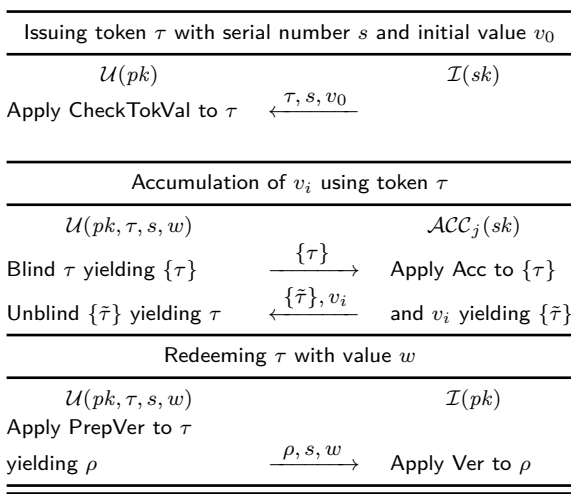 Issuing token τ with serial number s and initial value v₀
U(pk) I(sk)
Apply CheckTokVal to τ ← τ, s, v₀
Accumulation of vᵢ using token τ
U(pk, τ, s, w) ACCⱼ(sk)
Blind τ yielding {τ} → {τ} Apply Acc to {τ}
Unblind {τ̃} yielding τ ← {τ̃}, vᵢ and vᵢ yielding {τ̃}
Redeeming τ with value w
U(pk, τ, s, w) I(pk)
Apply PrepVer to τ
yielding ρ → ρ, s, w Apply Ver to ρ